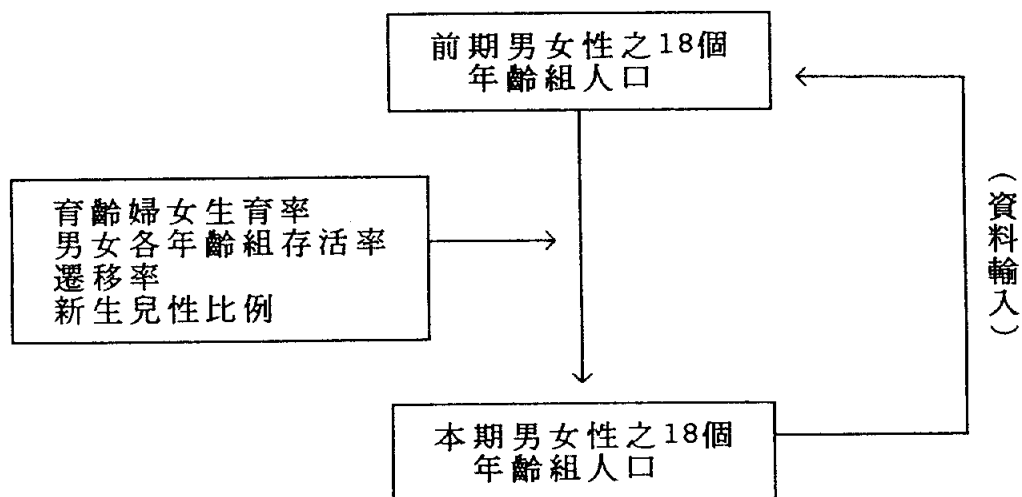 前期男女性之18個
年齡組人口
育齡婦女生育率
男女各年齡組存活率
遷移率
新生兒性比例
（資料輸入）
本期男女性之18個
年齡組人口